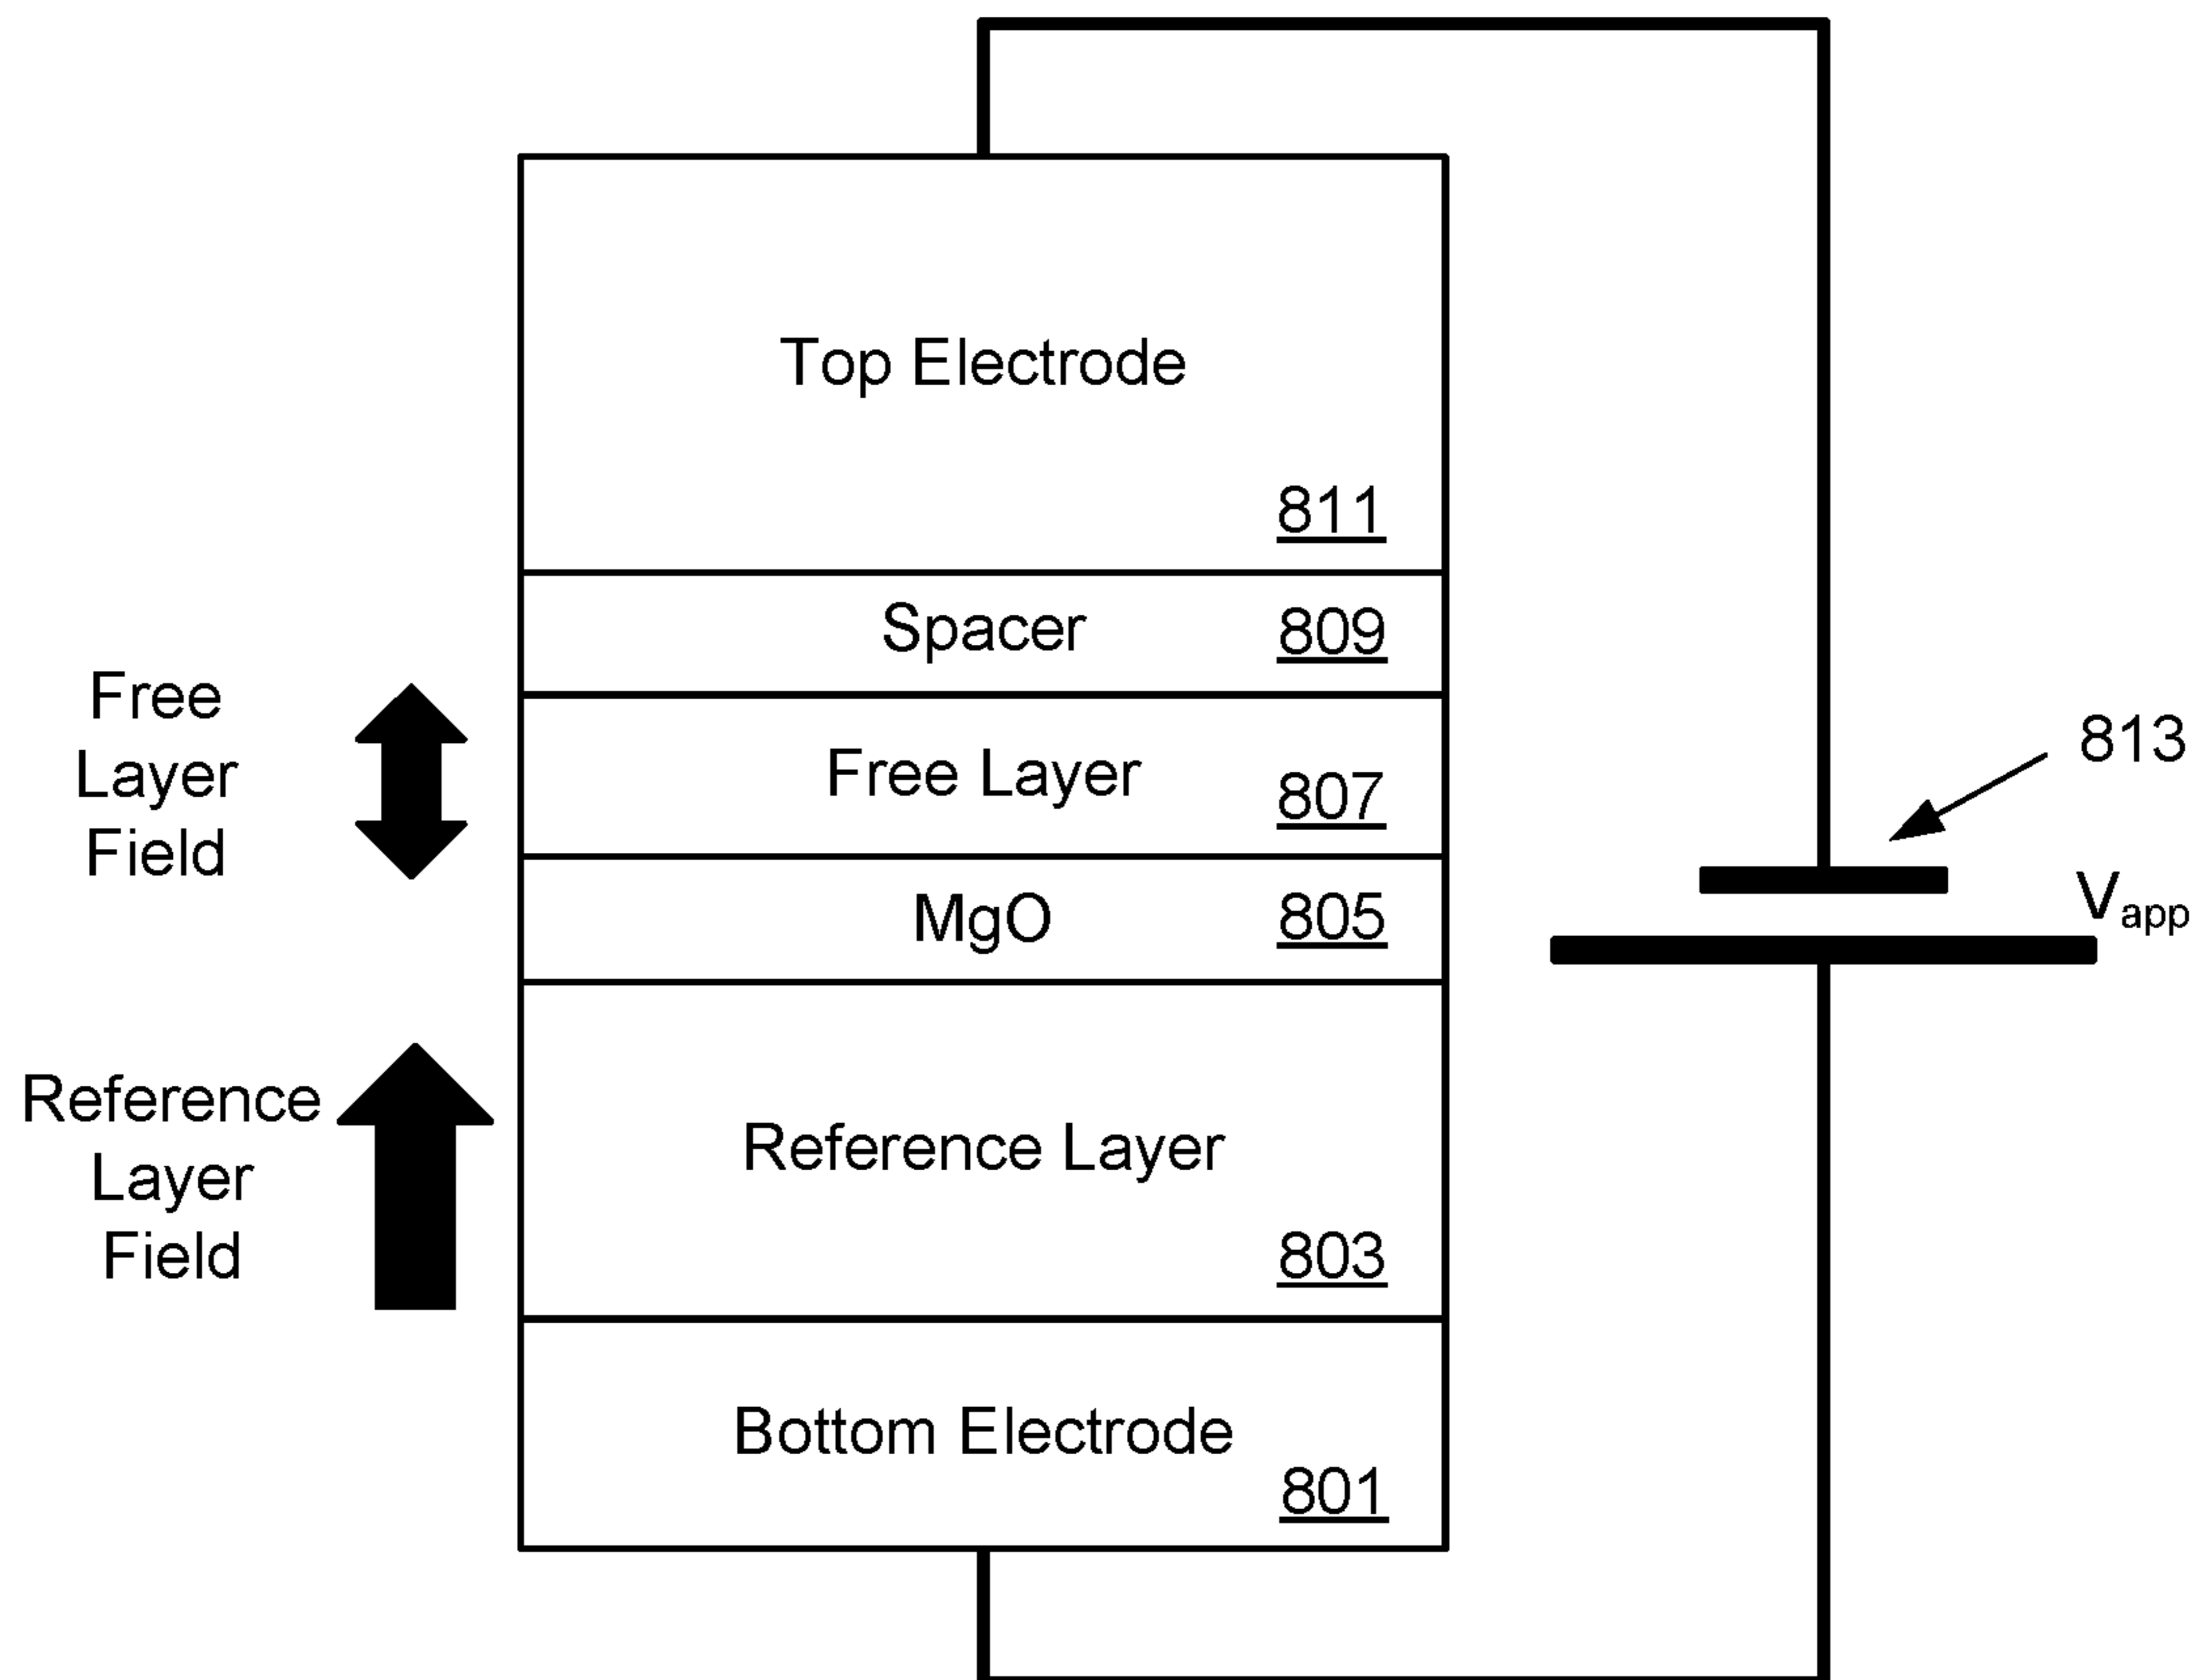 Top Electrode
811
Spacer 809
Free
Layer
Field
Free Layer 807
813
V_app
MgO 805
Reference
Layer
Field
Reference Layer
803
Bottom Electrode
801